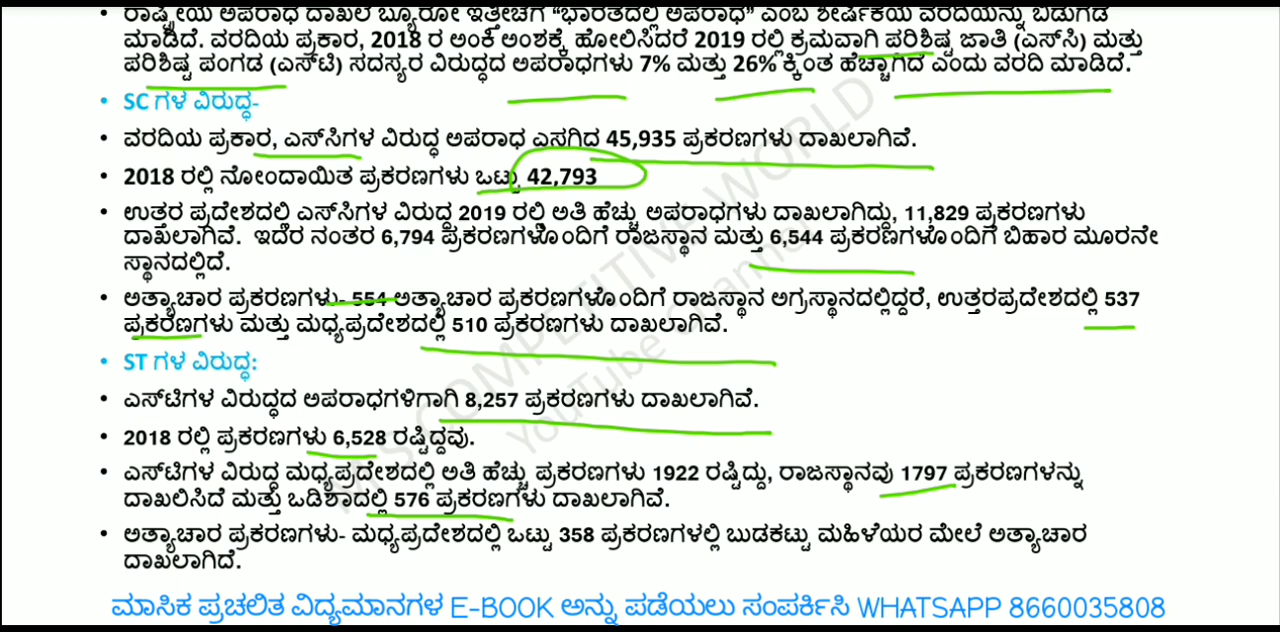 • ರಾಷ್ಟ್ರೀಯ ಅಪರಾಧ ದಾಖಲೆ ಬ್ಯೂರೋ ಇತ್ತೀಚೆಗೆ “ಭಾರತದಲ್ಲಿ ಅಪರಾಧ” ಎಂಬ ಶೀರ್ಷಿಕೆಯ ವರದಿಯನ್ನು ಬಿಡುಗಡೆ
ಮಾಡಿದೆ. ವರದಿಯ ಪ್ರಕಾರ, 2018 ರ ಅಂಕಿ ಅಂಶಕ್ಕೆ ಹೋಲಿಸಿದರೆ 2019 ರಲ್ಲಿ ಕ್ರಮವಾಗಿ ಪರಿಶಿಷ್ಟ ಜಾತಿ (ಎಸ್‌ಸಿ) ಮತ್ತು
ಪರಿಶಿಷ್ಟ ಪಂಗಡ (ಎಸ್‌ಟಿ) ಸದಸ್ಯರ ವಿರುದ್ಧದ ಅಪರಾಧಗಳು 7% ಮತ್ತು 26% ಕ್ಕಿಂತ ಹೆಚ್ಚಾಗಿದೆ ಎಂದು ವರದಿ ಮಾಡಿದೆ.
• SC ಗಳ ವಿರುದ್ಧ-
• ವರದಿಯ ಪ್ರಕಾರ, ಎಸ್‌ಸಿಗಳ ವಿರುದ್ಧ ಅಪರಾಧ ಎಸಗಿದ 45,935 ಪ್ರಕರಣಗಳು ದಾಖಲಾಗಿವೆ.
• 2018 ರಲ್ಲಿ ನೋಂದಾಯಿತ ಪ್ರಕರಣಗಳು ಒಟ್ಟು 42,793
• ಉತ್ತರ ಪ್ರದೇಶದಲ್ಲಿ ಎಸ್‌ಸಿಗಳ ವಿರುದ್ಧ 2019 ರಲ್ಲಿ ಅತಿ ಹೆಚ್ಚು ಅಪರಾಧಗಳು ದಾಖಲಾಗಿದ್ದು, 11,829 ಪ್ರಕರಣಗಳು
ದಾಖಲಾಗಿವೆ. ಇದರ ನಂತರ 6,794 ಪ್ರಕರಣಗಳೊಂದಿಗೆ ರಾಜಸ್ಥಾನ ಮತ್ತು 6,544 ಪ್ರಕರಣಗಳೊಂದಿಗೆ ಬಿಹಾರ ಮೂರನೇ
ಸ್ಥಾನದಲ್ಲಿದೆ.
• ಅತ್ಯಾಚಾರ ಪ್ರಕರಣಗಳು- 554 ಅತ್ಯಾಚಾರ ಪ್ರಕರಣಗಳೊಂದಿಗೆ ರಾಜಸ್ಥಾನ ಅಗ್ರಸ್ಥಾನದಲ್ಲಿದ್ದರೆ, ಉತ್ತರಪ್ರದೇಶದಲ್ಲಿ 537
ಪ್ರಕರಣಗಳು ಮತ್ತು ಮಧ್ಯಪ್ರದೇಶದಲ್ಲಿ 510 ಪ್ರಕರಣಗಳು ದಾಖಲಾಗಿವೆ.
• ST ಗಳ ವಿರುದ್ಧ:
• ಎಸ್‌ಟಿಗಳ ವಿರುದ್ಧದ ಅಪರಾಧಗಳಿಗಾಗಿ 8,257 ಪ್ರಕರಣಗಳು ದಾಖಲಾಗಿವೆ.
• 2018 ರಲ್ಲಿ ಪ್ರಕರಣಗಳು 6,528 ರಷ್ಟಿದ್ದವು.
• ಎಸ್‌ಟಿಗಳ ವಿರುದ್ಧ ಮಧ್ಯಪ್ರದೇಶದಲ್ಲಿ ಅತಿ ಹೆಚ್ಚು ಪ್ರಕರಣಗಳು 1922 ರಷ್ಟಿದ್ದು, ರಾಜಸ್ಥಾನವು 1797 ಪ್ರಕರಣಗಳನ್ನು
ದಾಖಲಿಸಿದೆ ಮತ್ತು ಒಡಿಶಾದಲ್ಲಿ 576 ಪ್ರಕರಣಗಳು ದಾಖಲಾಗಿವೆ.
• ಅತ್ಯಾಚಾರ ಪ್ರಕರಣಗಳು- ಮಧ್ಯಪ್ರದೇಶದಲ್ಲಿ ಒಟ್ಟು 358 ಪ್ರಕರಣಗಳಲ್ಲಿ ಬುಡಕಟ್ಟು ಮಹಿಳೆಯರ ಮೇಲೆ ಅತ್ಯಾಚಾರ
ದಾಖಲಾಗಿದೆ.
ಮಾಸಿಕ ಪ್ರಚಲಿತ ವಿದ್ಯಮಾನಗಳ E-BOOK ಅನ್ನು ಪಡೆಯಲು ಸಂಪರ್ಕಿಸಿ WHATSAPP 8660035808
COMPETITIVE WORLD
YouTube Channel